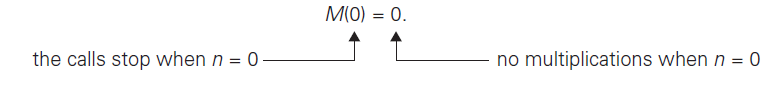 M(0) = 0.
the calls stop when n = 0
no multiplications when n = 0